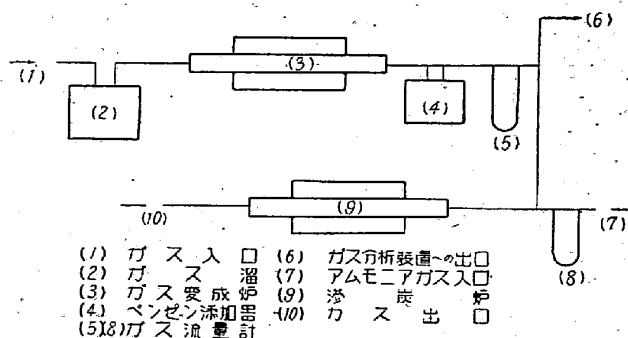 (6)
(1)
(2)
(3)
(4)
(5)
(10)
(9)
(7)
(8)
(1) ガス入口 (6) ガス分析装置への出口
(2) ガス溜 (7) アムモニアガス入口
(3) ガス変成炉 (9) 滲炭炉
(4) ベンゼン添加器 (10) ガス出口
(5)(8) ガス流量計